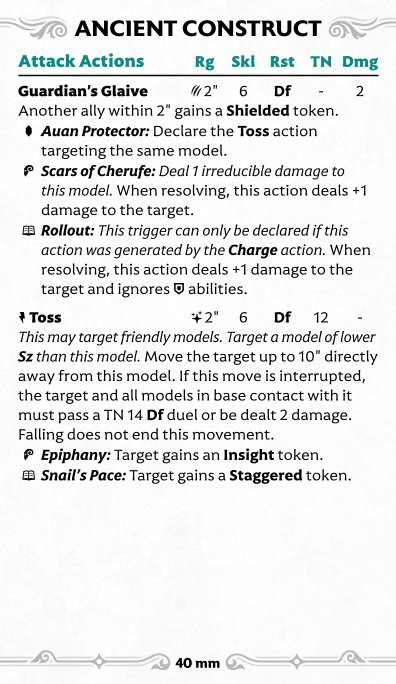 ANCIENT CONSTRUCT
Attack Actions Rg Skl Rst TN Dmg
Guardian's Glaive 2" 6 Df - 2
Another ally within 2" gains a Shielded token.
Auan Protector: Declare the Toss action
targeting the same model.
Scars of Cherufe: Deal 1 irreducible damage to
this model. When resolving, this action deals +1
damage to the target.
Rollout: This trigger can only be declared if this
action was generated by the Charge action. When
resolving, this action deals +1 damage to the
target and ignores abilities.
Toss 2" 6 Df 12 -
This may target friendly models. Target a model of lower
Sz than this model. Move the target up to 10" directly
away from this model. If this move is interrupted,
the target and all models in base contact with it
must pass a TN 14 Df duel or be dealt 2 damage.
Falling does not end this movement.
Epiphany: Target gains an Insight token.
Snail's Pace: Target gains a Staggered token.
40 mm